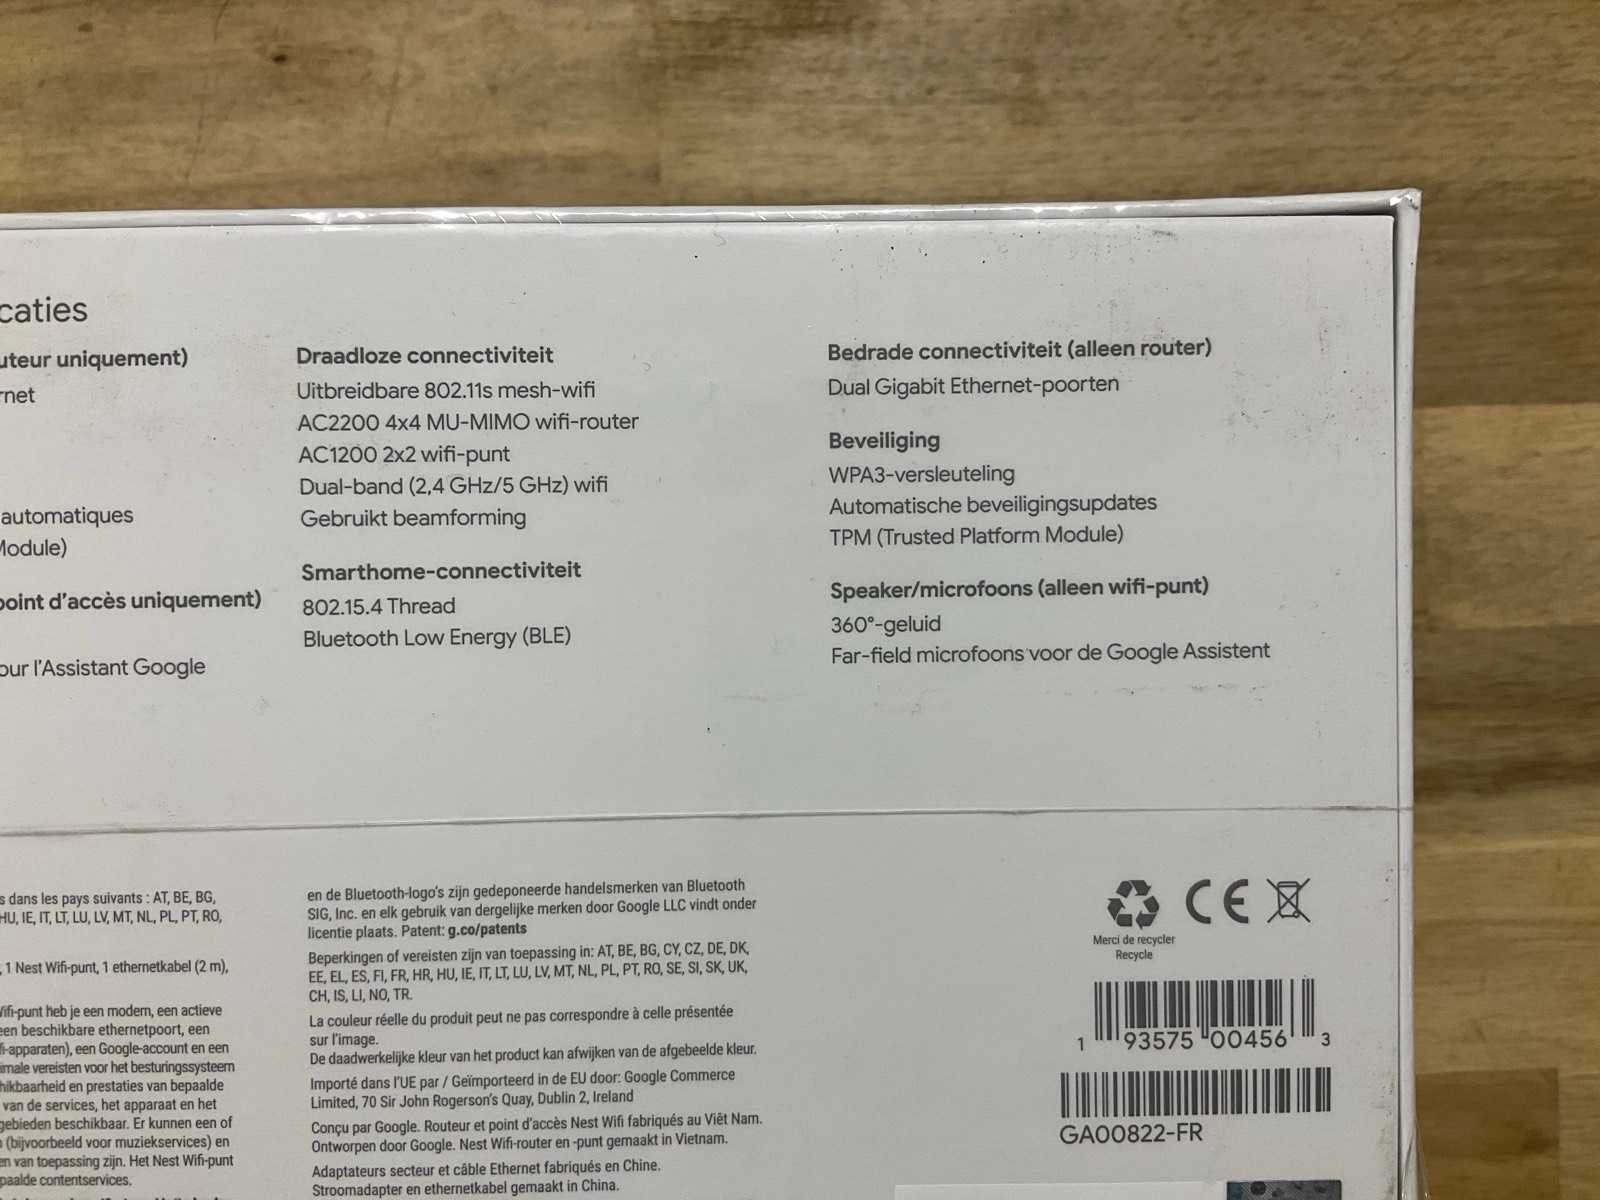 caties
uteur uniquement)
rnet
automatiques
Module)
point d'accès uniquement)
our l'Assistant Google
Draadloze connectiviteit
Uitbreidbare 802.11s mesh-wifi
AC2200 4x4 MU-MIMO wifi-router
AC1200 2x2 wifi-punt
Dual-band (2,4 GHz/5 GHz) wifi
Gebruikt beamforming
Smarthome-connectiviteit
802.15.4 Thread
Bluetooth Low Energy (BLE)
Bedrade connectiviteit (alleen router)
Dual Gigabit Ethernet-poorten
Beveiliging
WPA3-versleuteling
Automatische beveiligingsupdates
TPM (Trusted Platform Module)
Speaker/microfoons (alleen wifi-punt)
360°-geluid
Far-field microfoons voor de Google Assistent
s dans les pays suivants : AT, BE, BG,
HU, IE, IT, LT, LU, LV, MT, NL, PL, PT, RO,
, 1 Nest Wifi-punt, 1 ethernetkabel (2 m),
Wifi-punt heb je een modem, een actieve
een beschikbare ethernetpoort, een
fi-apparaten), een Google-account en een
imale vereisten voor het besturingssysteem
hikbaarheid en prestaties van bepaalde
van de services, het apparaat en het
gebieden beschikbaar. Er kunnen een of
(bijvoorbeeld voor muziekservices) en
en van toepassing zijn. Het Nest Wifi-punt
paalde contentservices.
en de Bluetooth-logo's zijn gedeponeerde handelsmerken van Bluetooth
SIG, Inc. en elk gebruik van dergelijke merken door Google LLC vindt onder
licentie plaats. Patent: g.co/patents
Beperkingen of vereisten zijn van toepassing in: AT, BE, BG, CY, CZ, DE, DK,
EE, EL, ES, FI, FR, HR, HU, IE, IT, LT, LU, LV, MT, NL, PL, PT, RO, SE, SI, SK, UK,
CH, IS, LI, NO, TR.
La couleur réelle du produit peut ne pas correspondre à celle présentée
sur l'image.
De daadwerkelijke kleur van het product kan afwijken van de afgebeelde kleur.
Importé dans l'UE par / Geïmporteerd in de EU door: Google Commerce
Limited, 70 Sir John Rogerson's Quay, Dublin 2, Ireland
Conçu par Google. Routeur et point d'accès Nest Wifi fabriqués au Viêt Nam.
Ontworpen door Google. Nest Wifi-router en -punt gemaakt in Vietnam.
Adaptateurs secteur et câble Ethernet fabriqués en Chine.
Stroomadapter en ethernetkabel gemaakt in China.
CE
Merci de recycler
Recycle
1 93575 00456 3
GA00822-FR